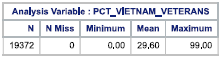 Analysis Variable : PCT_VIETNAM_VETERANS
N N Miss Minimum Mean Maximum
19372 0 0,00 29,60 99,00